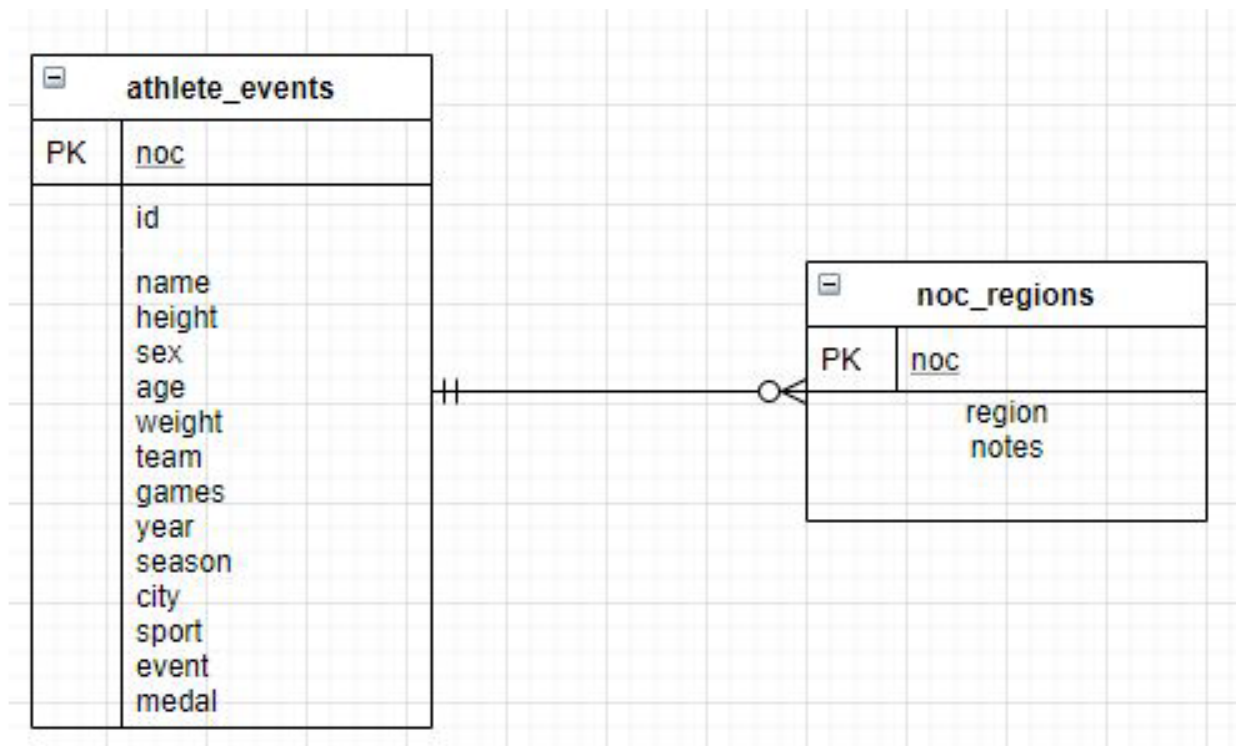 athlete_events
PK noc
id
name
height
sex
age
weight
team
games
year
season
city
sport
event
medal
noc_regions
PK noc
region
notes